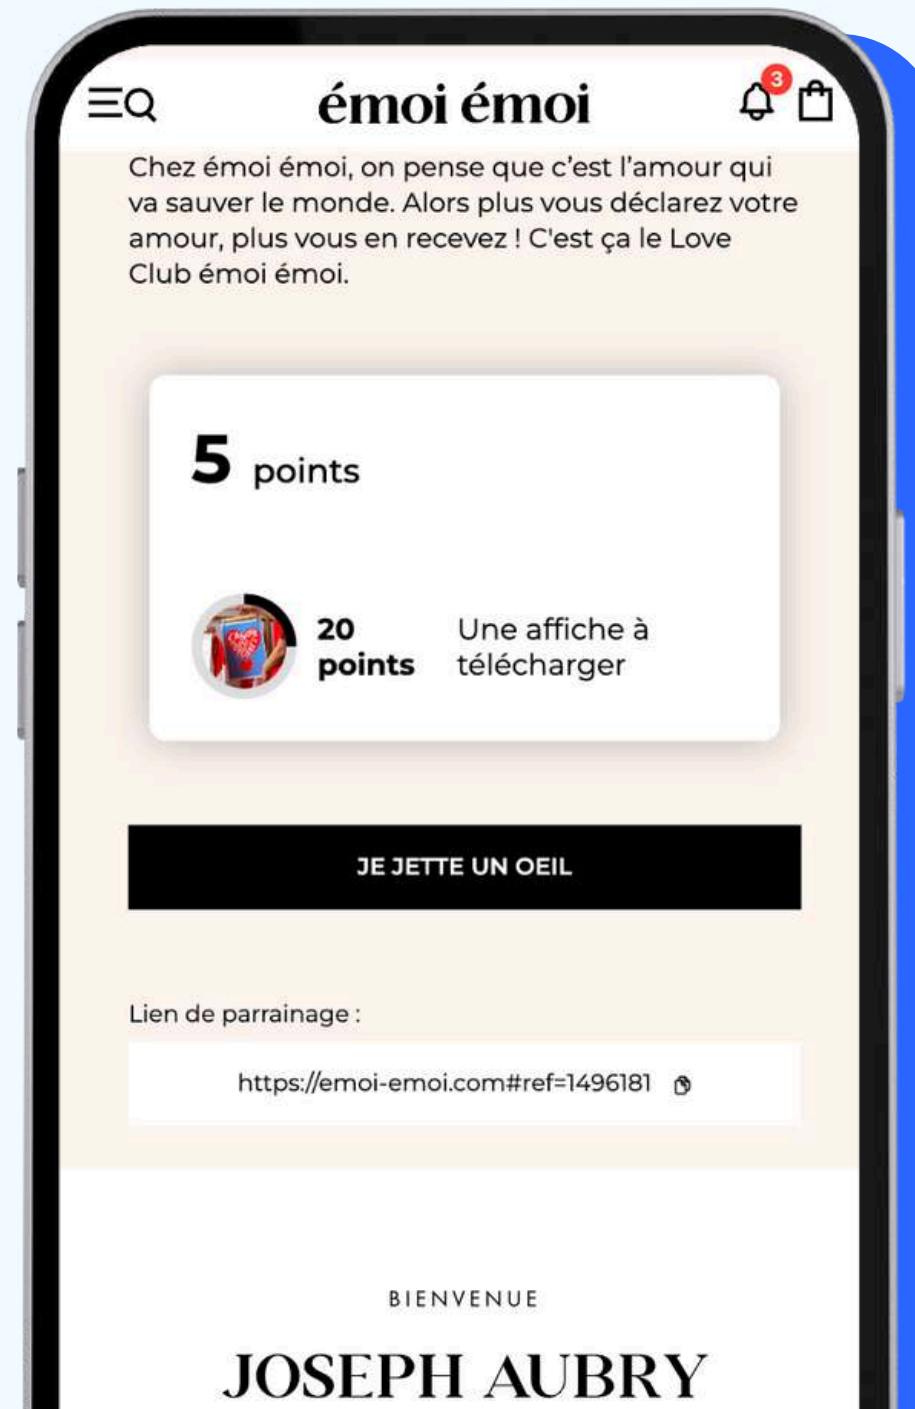 émoi émoi
3
Chez émoi émoi, on pense que c’est l’amour qui
va sauver le monde. Alors plus vous déclarez votre
amour, plus vous en recevez ! C'est ça le Love
Club émoi émoi.
5 points
20 points
Une affiche à
télécharger
JE JETTE UN OEIL
Lien de parrainage :
https://emoi-emoi.com#ref=1496181
BIENVENUE
JOSEPH AUBRY